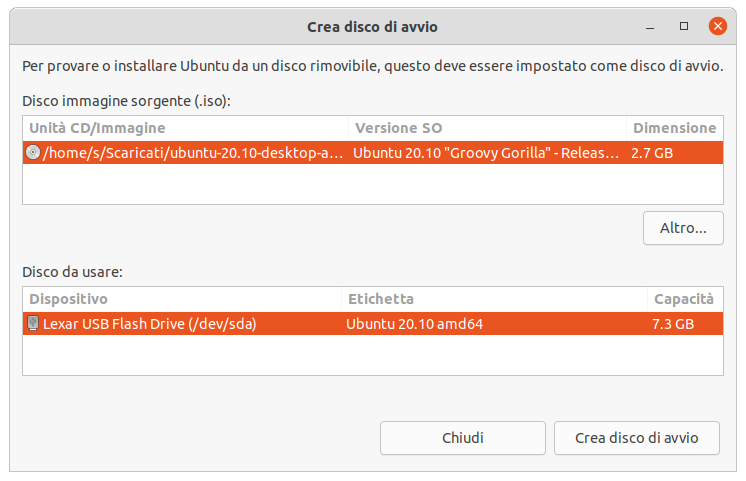 Crea disco di avvio
Per provare o installare Ubuntu da un disco rimovibile, questo deve essere impostato come disco di avvio.
Disco immagine sorgente (.iso):
Unità CD/Immagine Versione SO Dimensione
/home/s/Scaricati/ubuntu-20.10-desktop-a... Ubuntu 20.10 "Groovy Gorilla" - Releas... 2.7 GB
Altro...
Disco da usare:
Dispositivo Etichetta Capacità
Lexar USB Flash Drive (/dev/sda) Ubuntu 20.10 amd64 7.3 GB
Chiudi Crea disco di avvio